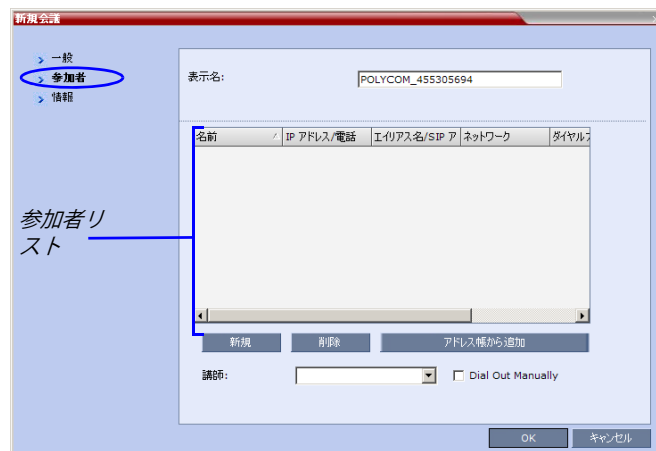 新規会議
一般
参加者
情報
表示名:
POLYCOM_455305694
名前 IP アドレス/電話 エイリアス名/SIP ア ネットワーク ダイヤルア
参加者リ
スト
新規 削除 アドレス帳から追加
講師:
Dial Out Manually
OK キャンセル